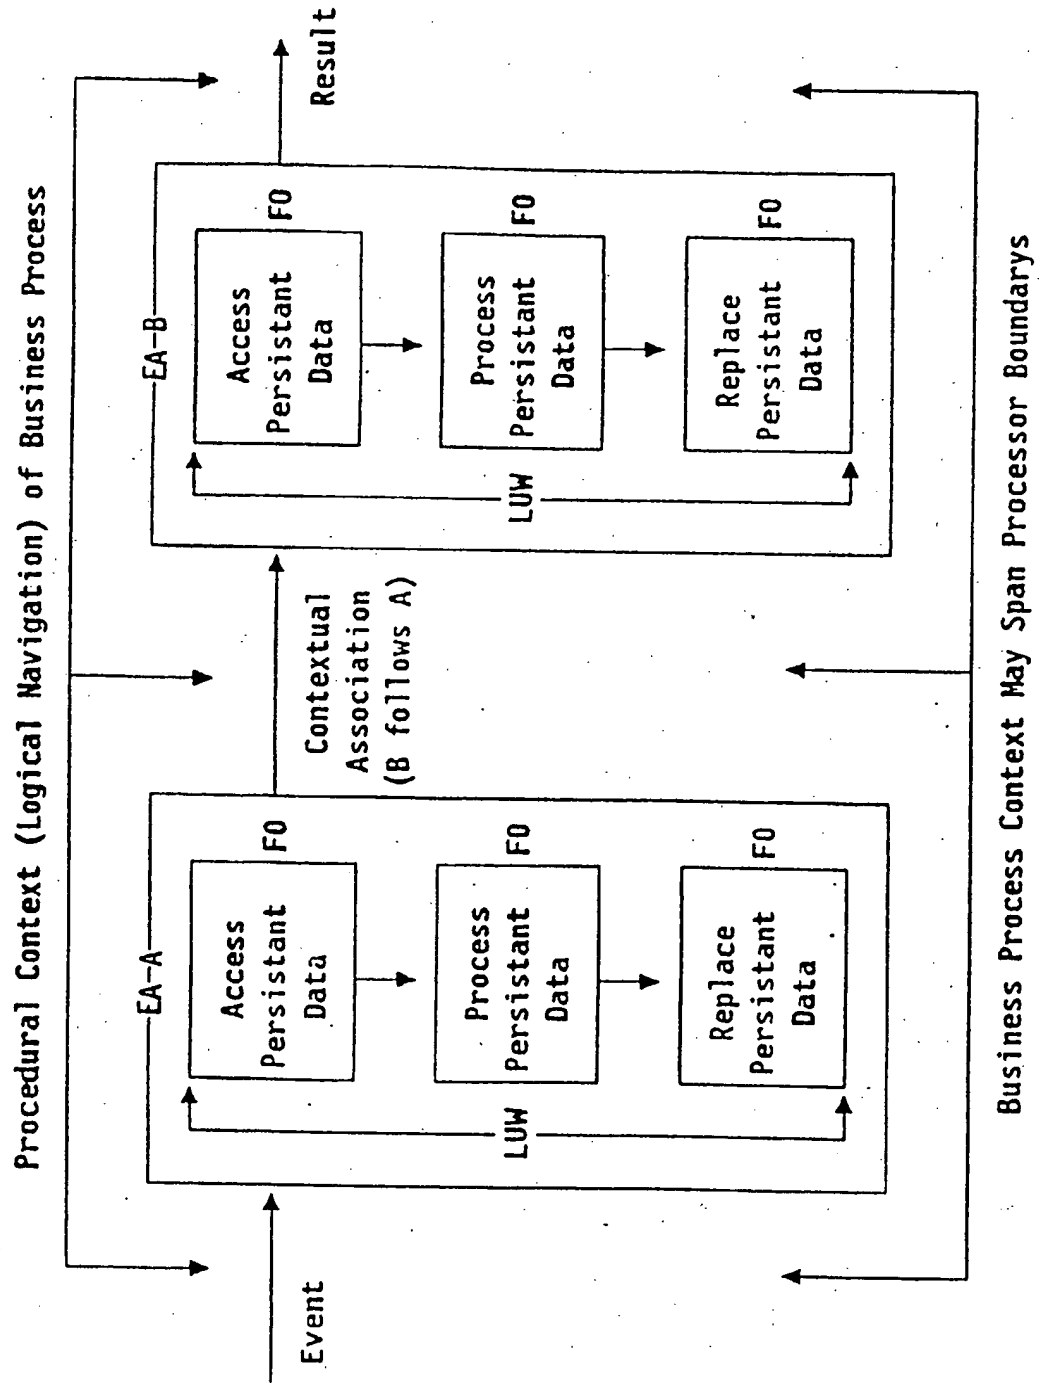 Procedural Context (Logical Navigation) of Business Process
EA-A
Access
Persistant
Data
FO
Process
Persistant
Data
FO
Replace
Persistant
Data
FO
LUW
Event
Contextual
Association
(B follows A)
EA-B
Access
Persistant
Data
FO
Process
Persistant
Data
FO
Replace
Persistant
Data
FO
LUW
Result
Business Process Context May Span Processor Boundarys